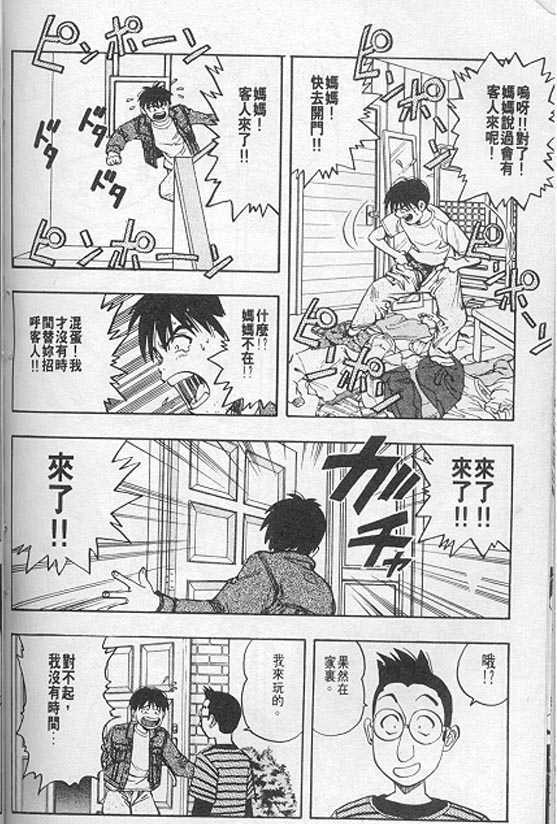 嗚呀!!對了!
媽媽說過會有
客人來呢!
媽媽!
快去開門!!
ピンポーン
ピンポーン
ピンポーン
媽媽!
客人來了!!
ピンポーン
ドタ
ドタ
ドタ
ピンポーン
什麼!?
媽媽不在!?
混蛋!我
才沒有時
間替妳招
呼客人!!
來了!!
來了!!
ガチャ
來了!!
哦!?
果然在
家裏。
我來玩的。
對不起,
我沒有時間…